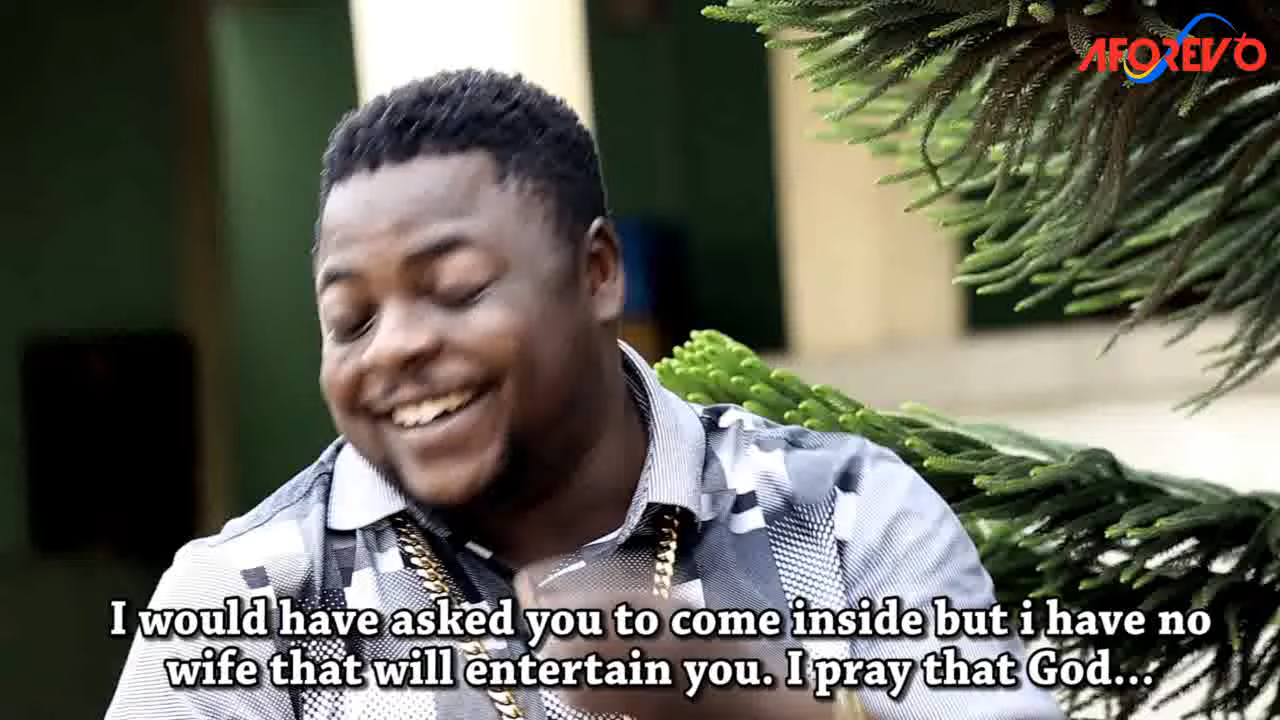 AFOREVO
I would have asked you to come inside but i have no
wife that will entertain you. I pray that God...